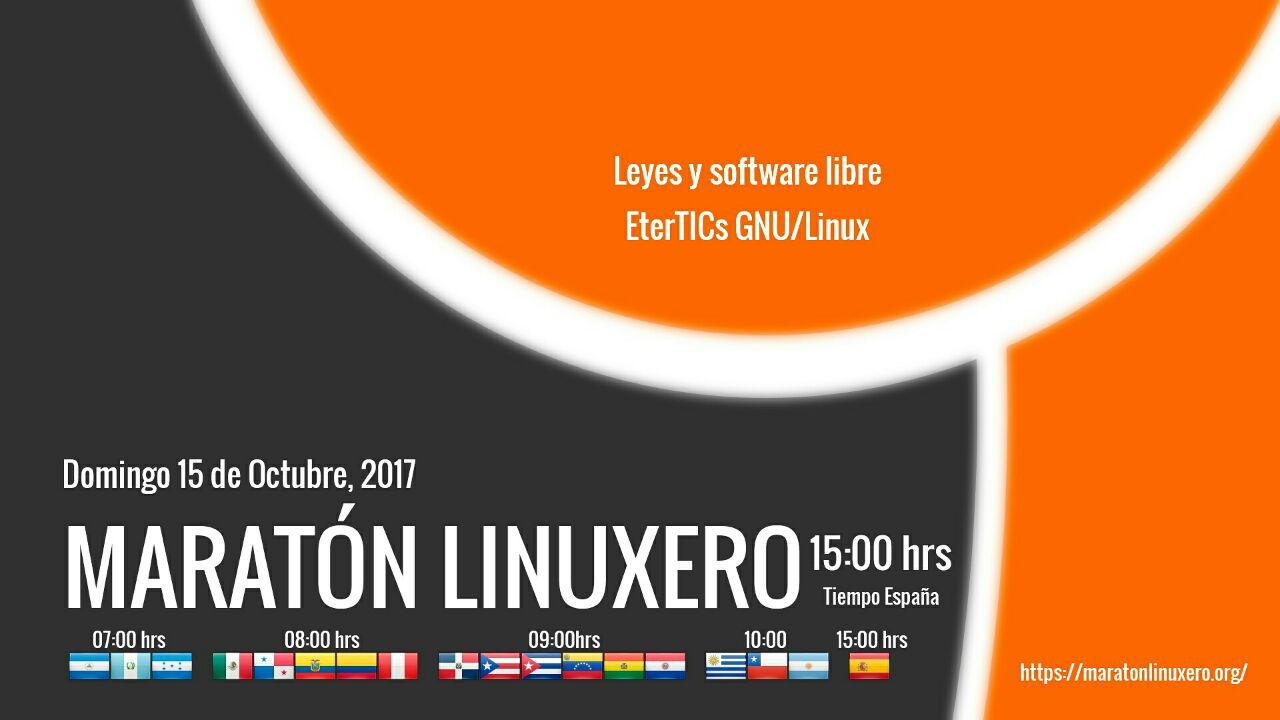 Leyes y software libre
EterTICs GNU/Linux
Domingo 15 de Octubre, 2017
MARATÓN LINUXERO 15:00 hrs
Tiempo España
07:00 hrs 08:00 hrs 09:00hrs 10:00 15:00 hrs
https://maratonlinuxero.org/